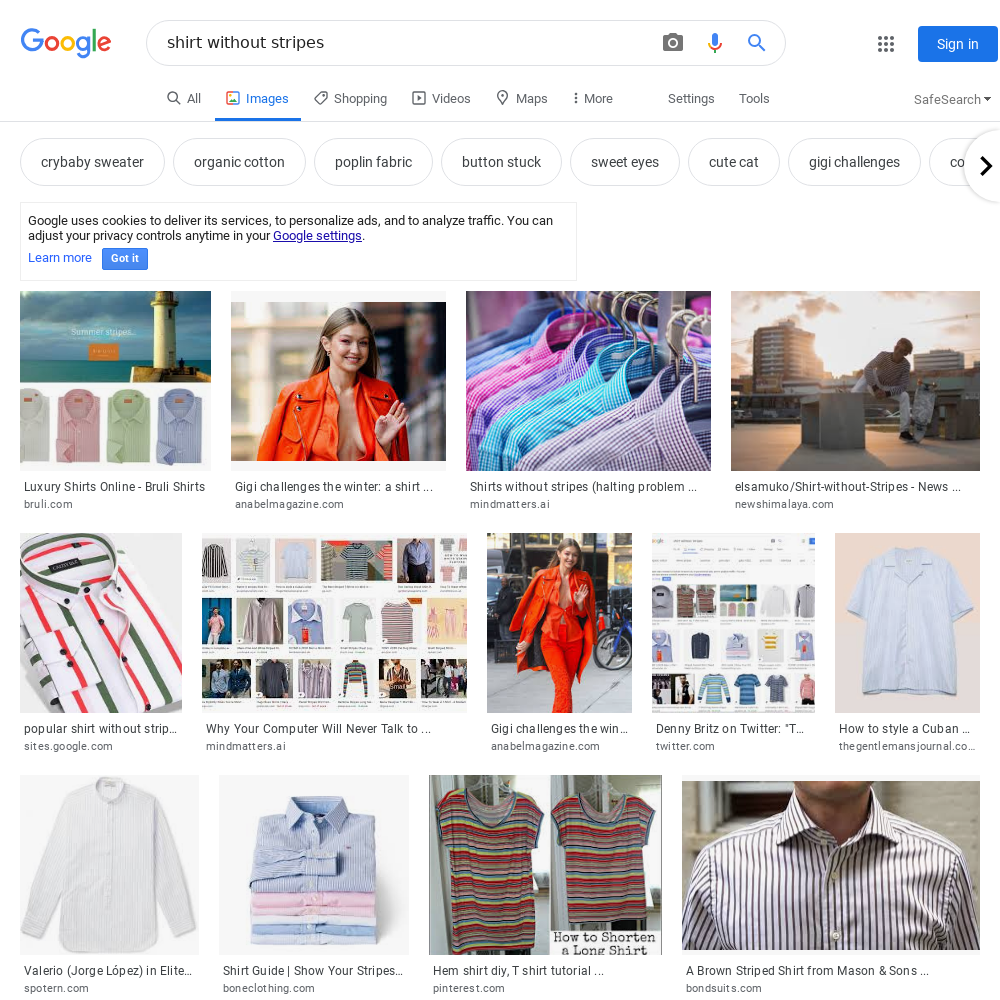 Google
shirt without stripes
Sign in
All Images Shopping Videos Maps More Settings Tools
SafeSearch
crybaby sweater organic cotton poplin fabric button stuck sweet eyes cute cat gigi challenges co
Google uses cookies to deliver its services, to personalize ads, and to analyze traffic. You can
adjust your privacy controls anytime in your Google settings.
Learn more Got it
Summer stripes...
Luxury Shirts Online - Bruli Shirts
bruli.com
Gigi challenges the winter: a shirt ...
anabelmagazine.com
Shirts without stripes (halting problem ...
mindmatters.ai
elsamuko/Shirt-without-Stripes - News ...
newshimalaya.com
popular shirt without strip...
sites.google.com
Why Your Computer Will Never Talk to ...
mindmatters.ai
Gigi challenges the win...
anabelmagazine.com
Denny Britz on Twitter: "T...
twitter.com
How to style a Cuban ...
thegentlemansjournal.co...
How to Shorten
a Long Shirt
Valerio (Jorge López) in Elite...
spotern.com
Shirt Guide | Show Your Stripes...
boneclothing.com
Hem shirt diy, T shirt tutorial ...
pinterest.com
A Brown Striped Shirt from Mason & Sons ...
bondsuits.com